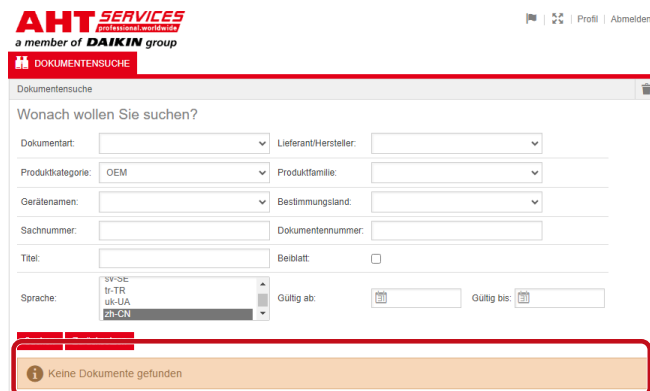 AHT SERVICES
professional.worldwide
a member of DAIKIN group
Profil | Abmelden
DOKUMENTENSUCHE
Dokumentensuche
Wonach wollen Sie suchen?
Dokumentart: Lieferant/Hersteller:
Produktkategorie: OEM Produktfamilie:
Gerätenamen: Bestimmungsland:
Sachnummer: Dokumentennummer:
Titel: Beiblatt:
sv-SE
tr-TR
Sprache: uk-UA Gültig ab: Gültig bis:
zh-CN
Keine Dokumente gefunden